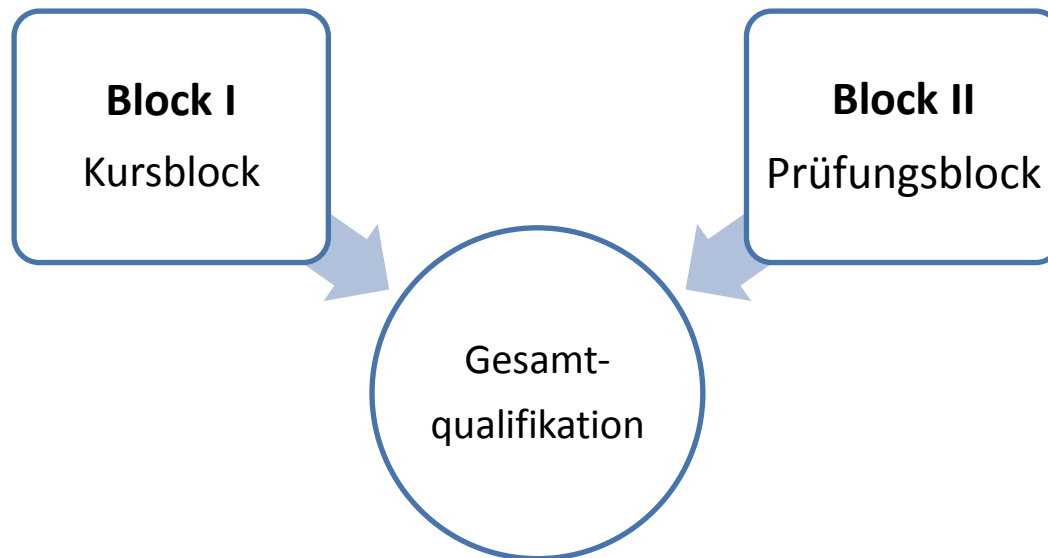 Block I
Kursblock
Block II
Prüfungsblock
Gesamt-
qualifikation